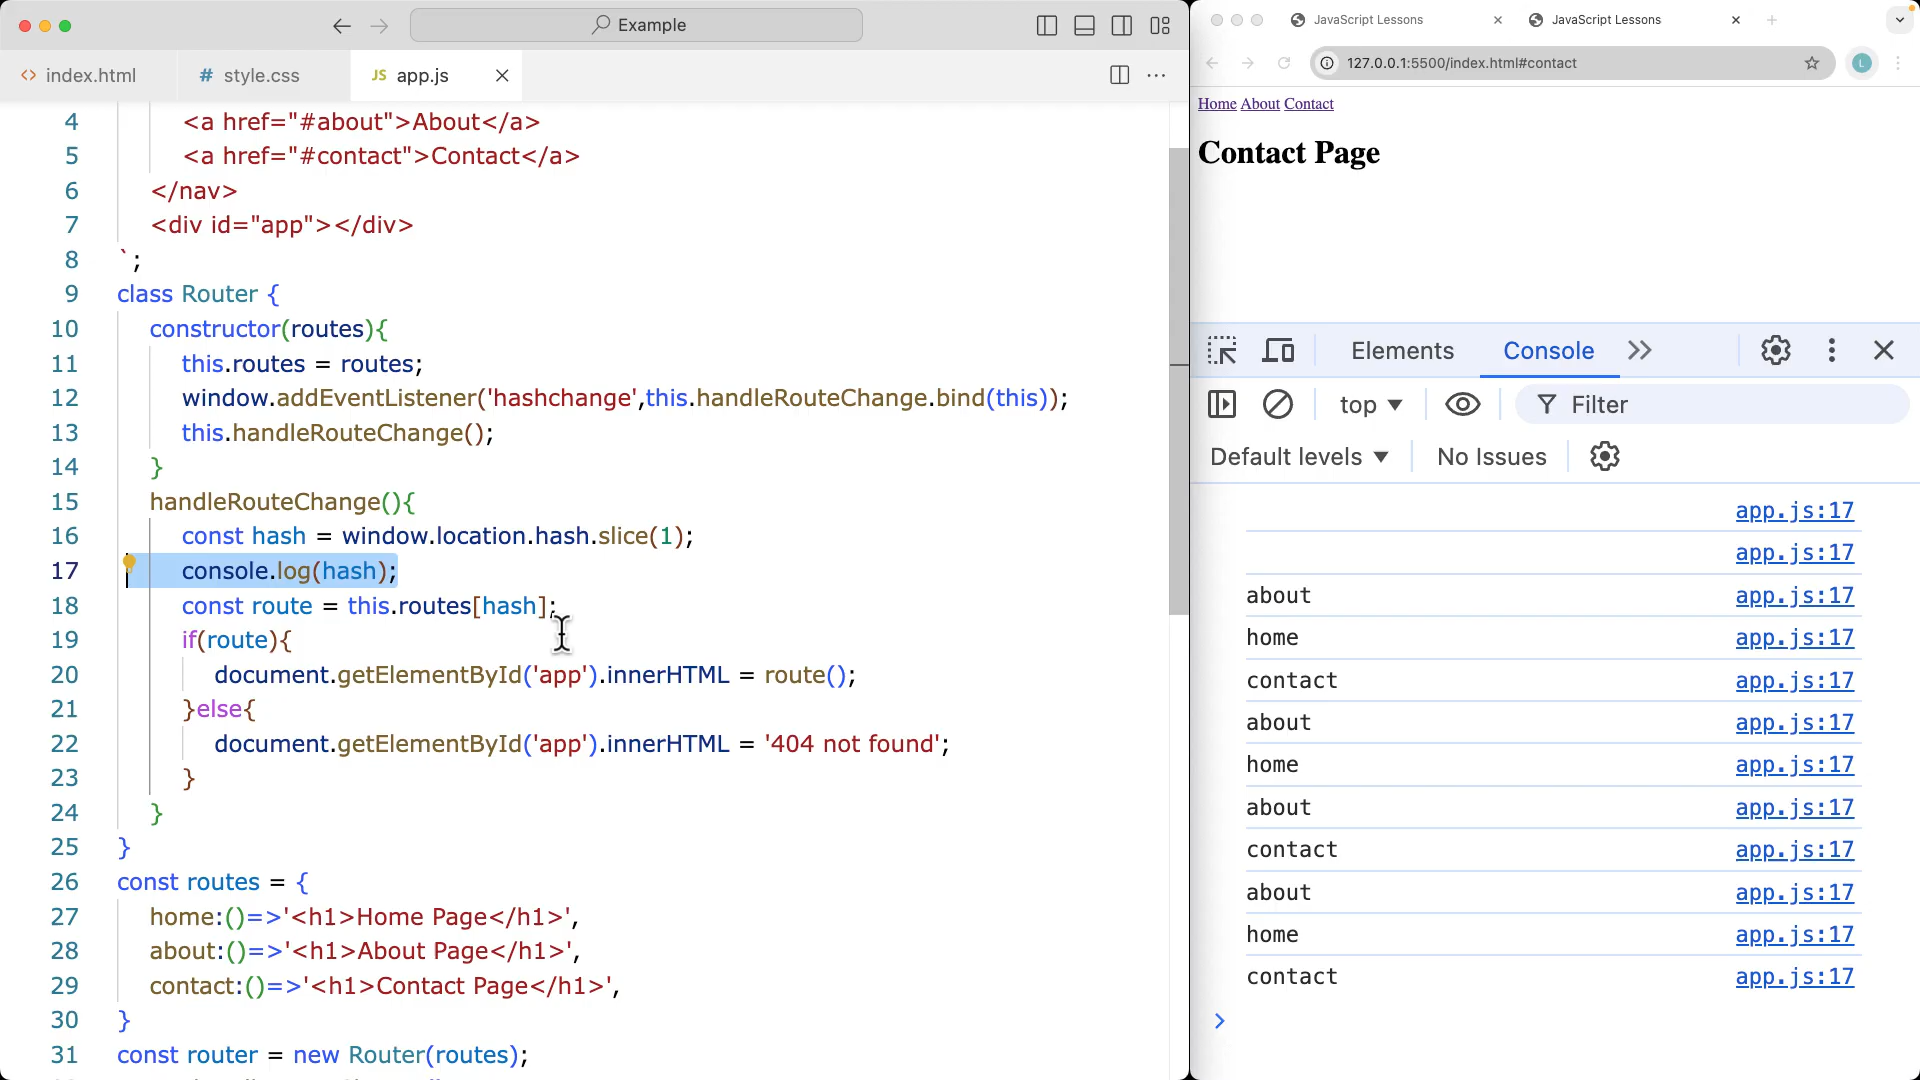 Example
index.html
# style.css
JS app.js
4 <a href="#about">About</a>
5 <a href="#contact">Contact</a>
6 </nav>
7 <div id="app"></div>
8 `;
9 class Router {
10 constructor(routes){
11 this.routes = routes;
12 window.addEventListener('hashchange',this.handleRouteChange.bind(this));
13 this.handleRouteChange();
14 }
15 handleRouteChange(){
16 const hash = window.location.hash.slice(1);
17 console.log(hash);
18 const route = this.routes[hash];
19 if(route){
20 document.getElementById('app').innerHTML = route();
21 }else{
22 document.getElementById('app').innerHTML = '404 not found';
23 }
24 }
25 }
26 const routes = {
27 home:()=>'<h1>Home Page</h1>',
28 about:()=>'<h1>About Page</h1>',
29 contact:()=>'<h1>Contact Page</h1>',
30 }
31 const router = new Router(routes);
JavaScript Lessons
JavaScript Lessons
127.0.0.1:5500/index.html#contact
L
Home About Contact
Contact Page
Elements Console
top Filter
Default levels No Issues
app.js:17
app.js:17
about app.js:17
home app.js:17
contact app.js:17
about app.js:17
home app.js:17
about app.js:17
contact app.js:17
about app.js:17
home app.js:17
contact app.js:17